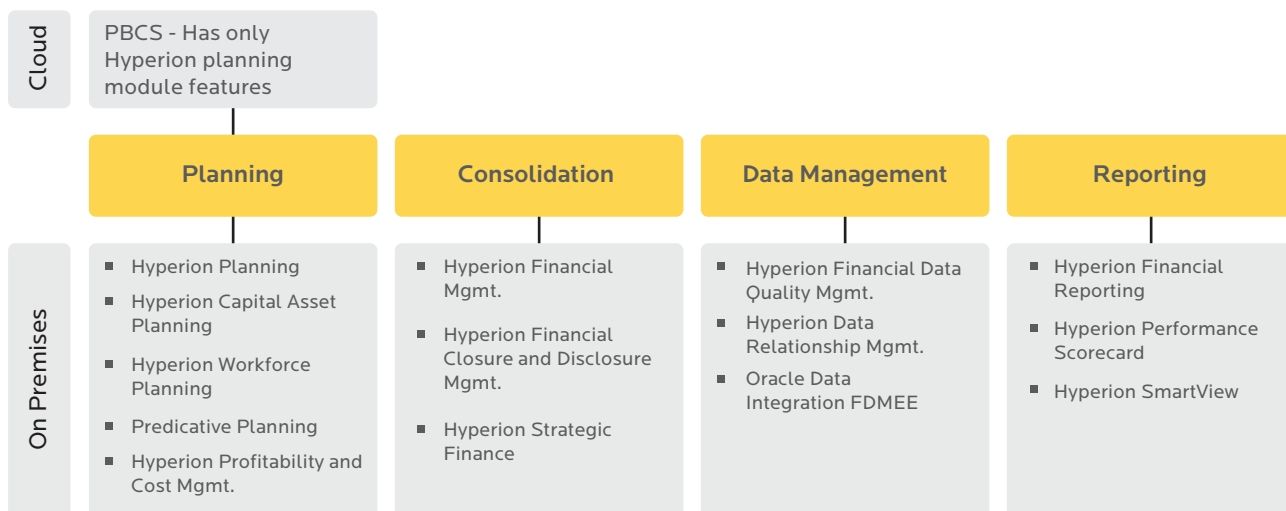 Cloud
PBCS - Has only
Hyperion planning
module features
Planning
Consolidation
Data Management
Reporting
On Premises
▪ Hyperion Planning
▪ Hyperion Capital Asset
Planning
▪ Hyperion Workforce
Planning
▪ Predicative Planning
▪ Hyperion Profitability and
Cost Mgmt.
▪ Hyperion Financial
Mgmt.
▪ Hyperion Financial
Closure and Disclosure
Mgmt.
▪ Hyperion Strategic
Finance
▪ Hyperion Financial Data
Quality Mgmt.
▪ Hyperion Data
Relationship Mgmt.
▪ Oracle Data
Integration FDMEE
▪ Hyperion Financial
Reporting
▪ Hyperion Performance
Scorecard
▪ Hyperion SmartView